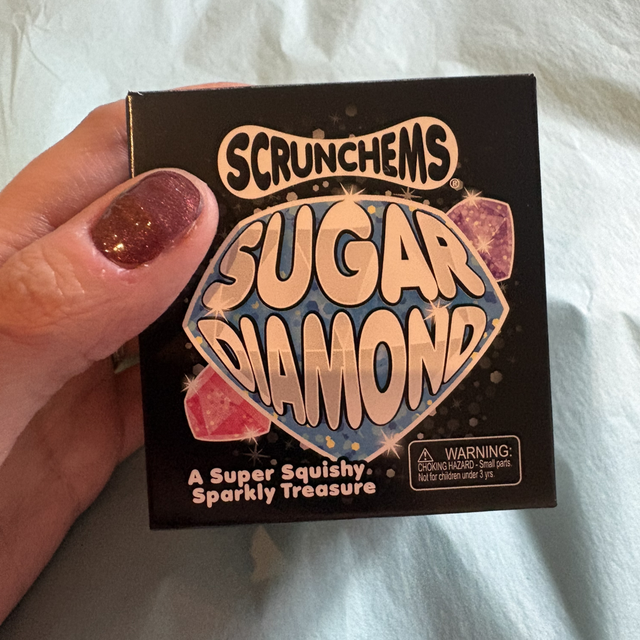 SCRUNCHEMS®
SUGAR
DIAMOND
A Super Squishy
Sparkly Treasure
WARNING:
CHOKING HAZARD - Small parts.
Not for children under 3 yrs.